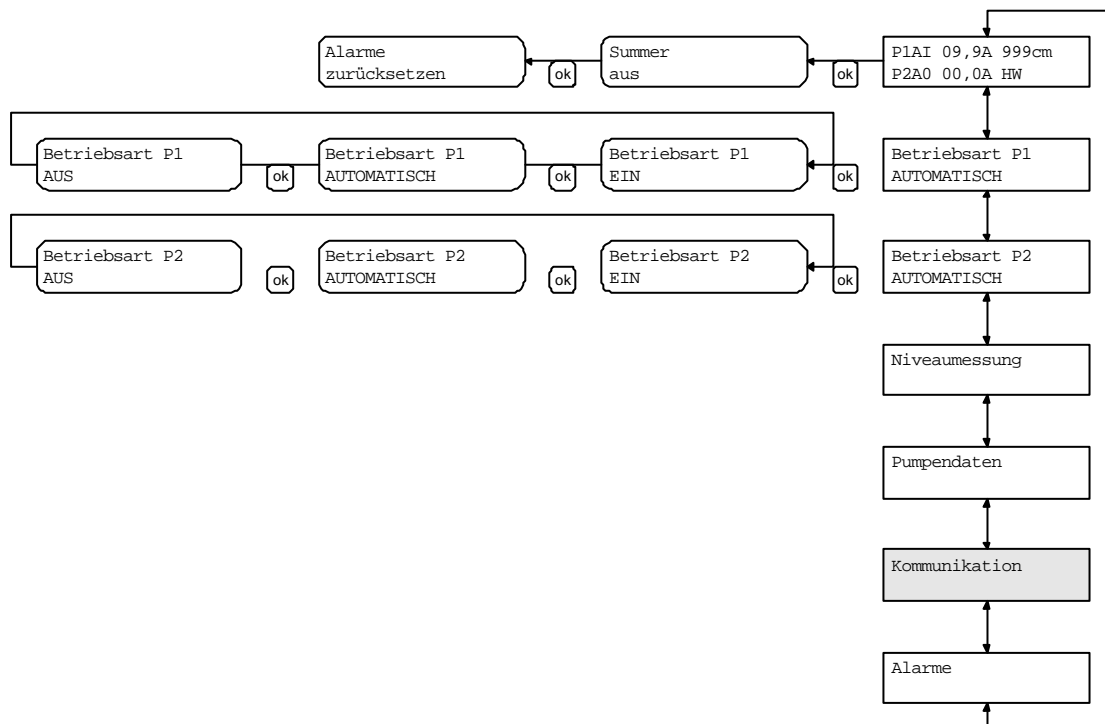 Alarme
zurücksetzen
ok
Summer
aus
ok
P1AI 09,9A 999cm
P2A0 00,0A HW
Betriebsart P1
AUS
ok
Betriebsart P1
AUTOMATISCH
ok
Betriebsart P1
EIN
ok
Betriebsart P1
AUTOMATISCH
Betriebsart P2
AUS
ok
Betriebsart P2
AUTOMATISCH
ok
Betriebsart P2
EIN
ok
Betriebsart P2
AUTOMATISCH
Niveaumessung
Pumpendaten
Kommunikation
Alarme